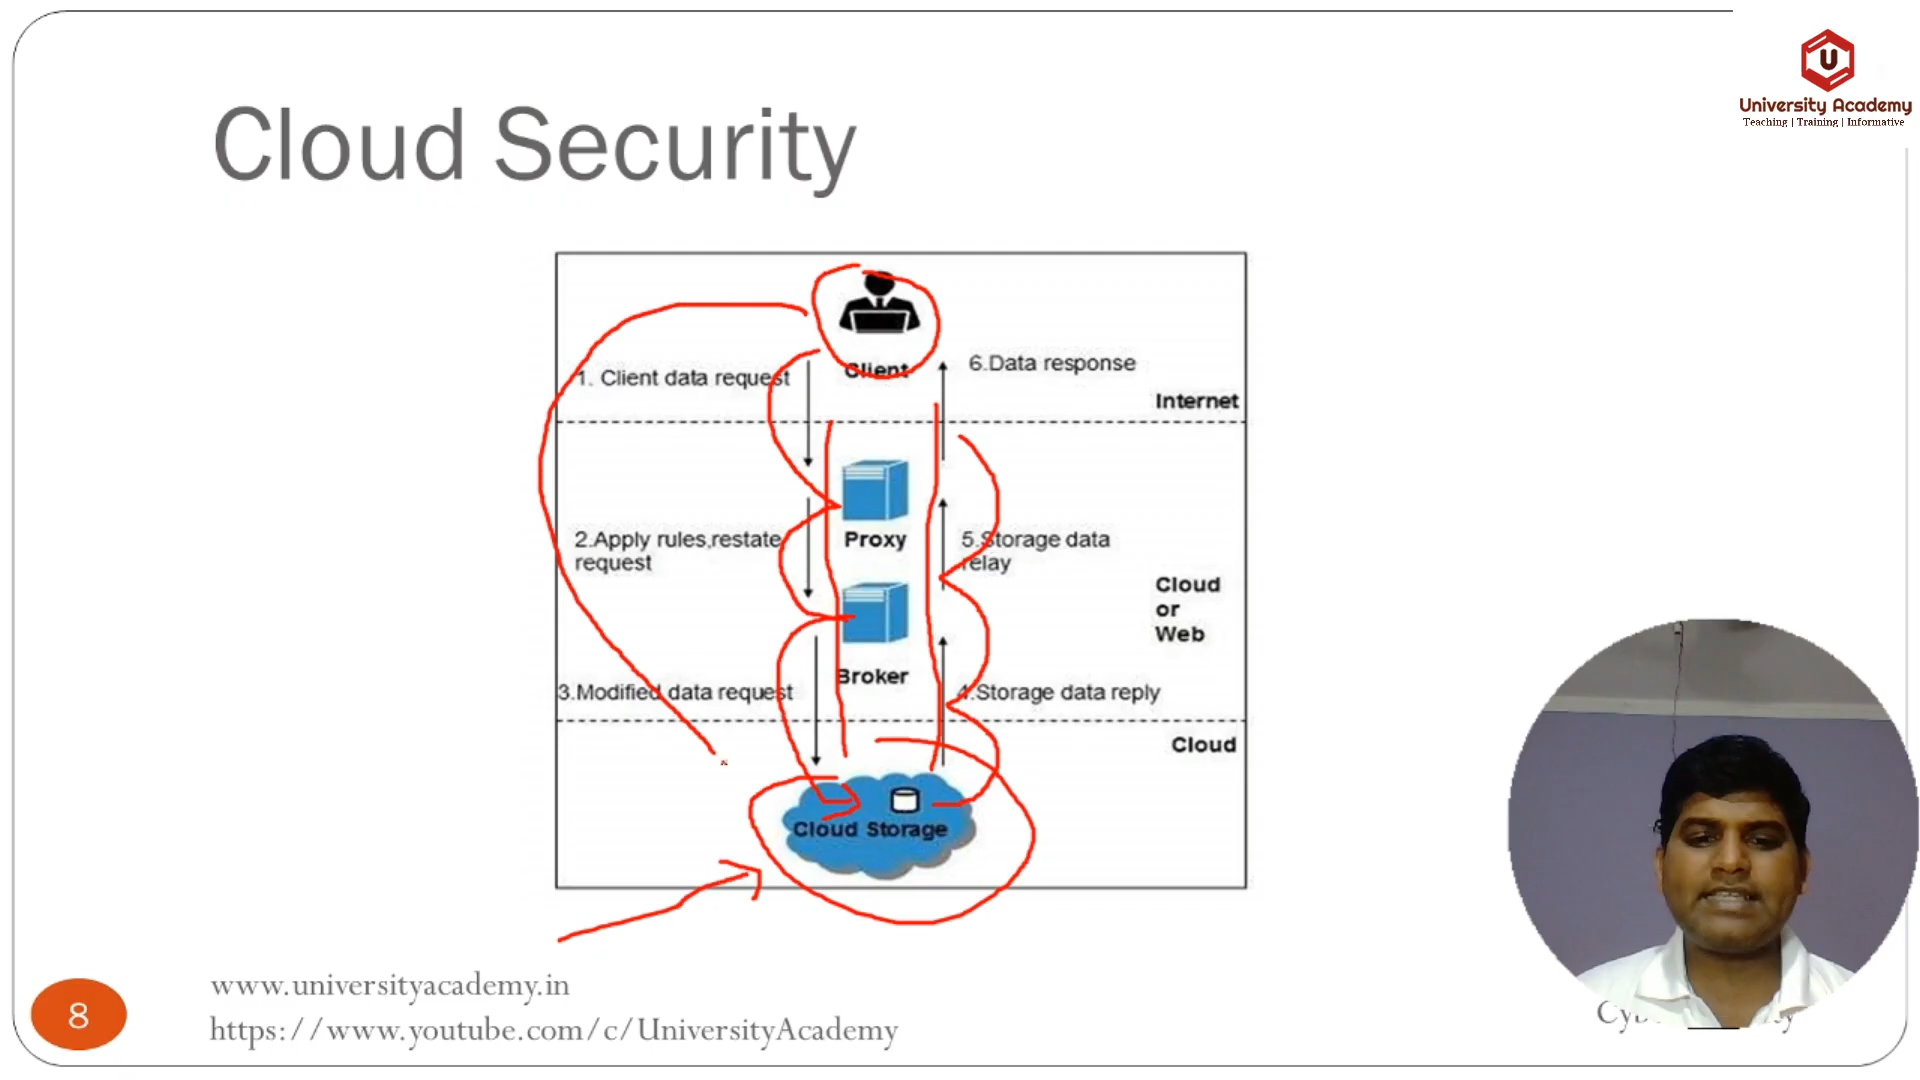 U
University Academy
Teaching | Training | Informative
Cloud Security
Client
1. Client data request
6.Data response
Internet
Proxy
2.Apply rules,restate
request
5.Storage data
relay
Cloud
or
Web
Broker
3.Modified data request
4.Storage data reply
Cloud
Cloud Storage
www.universityacademy.in
https://www.youtube.com/c/UniversityAcademy
8